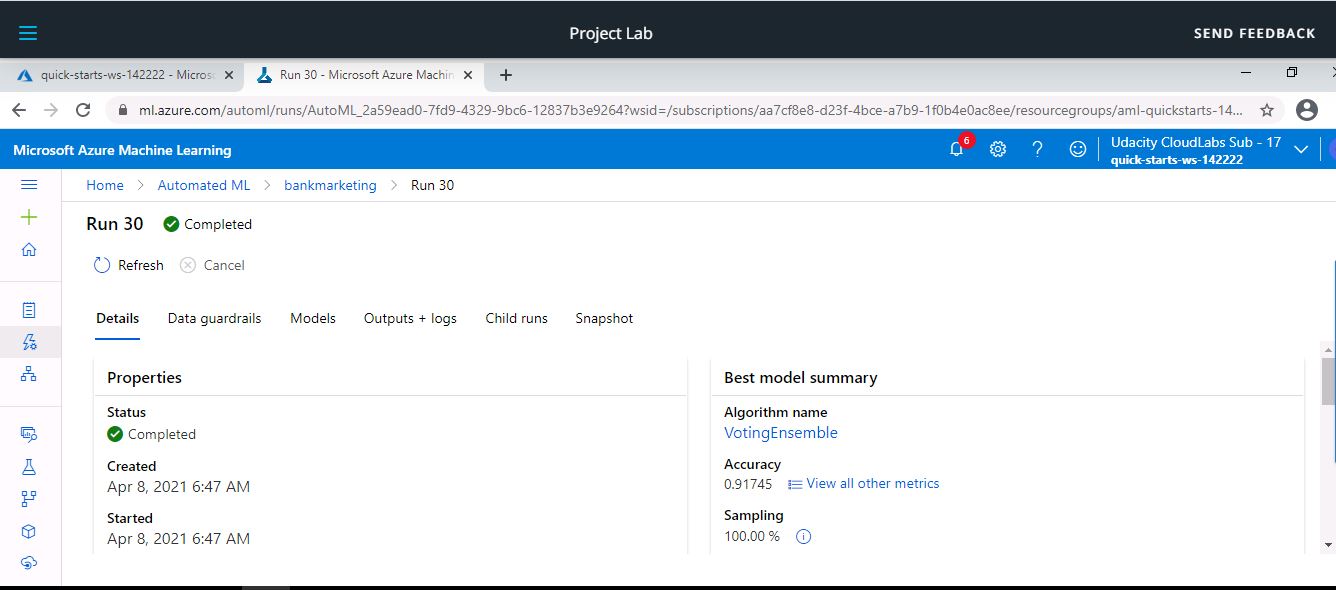 Project Lab
SEND FEEDBACK
quick-starts-ws-142222 - Micros
Run 30 - Microsoft Azure Machin
ml.azure.com/automl/runs/AutoML_2a59ead0-7fd9-4329-9bc6-12837b3e9264?wsid=/subscriptions/aa7cf8e8-d23f-4bce-a7b9-1f0b4e0ac8ee/resourcegroups/aml-quickstarts-14...
Microsoft Azure Machine Learning
6
Udacity CloudLabs Sub - 17
quick-starts-ws-142222
Home > Automated ML > bankmarketing > Run 30
Run 30 Completed
Refresh Cancel
Details Data guardrails Models Outputs + logs Child runs Snapshot
Properties
Status
Completed
Created
Apr 8, 2021 6:47 AM
Started
Apr 8, 2021 6:47 AM
Best model summary
Algorithm name
VotingEnsemble
Accuracy
0.91745 View all other metrics
Sampling
100.00 %